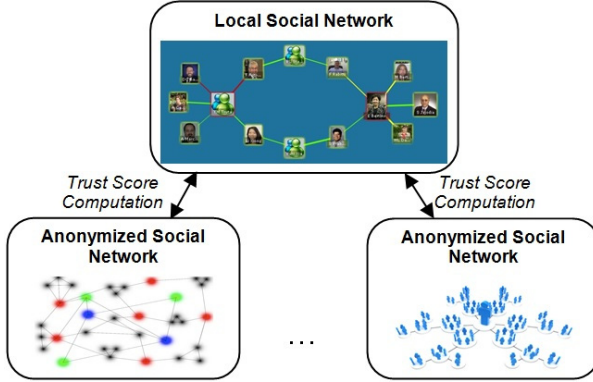 Local Social Network
Trust Score
Computation
Trust Score
Computation
Anonymized Social
Network
Anonymized Social
Network
...